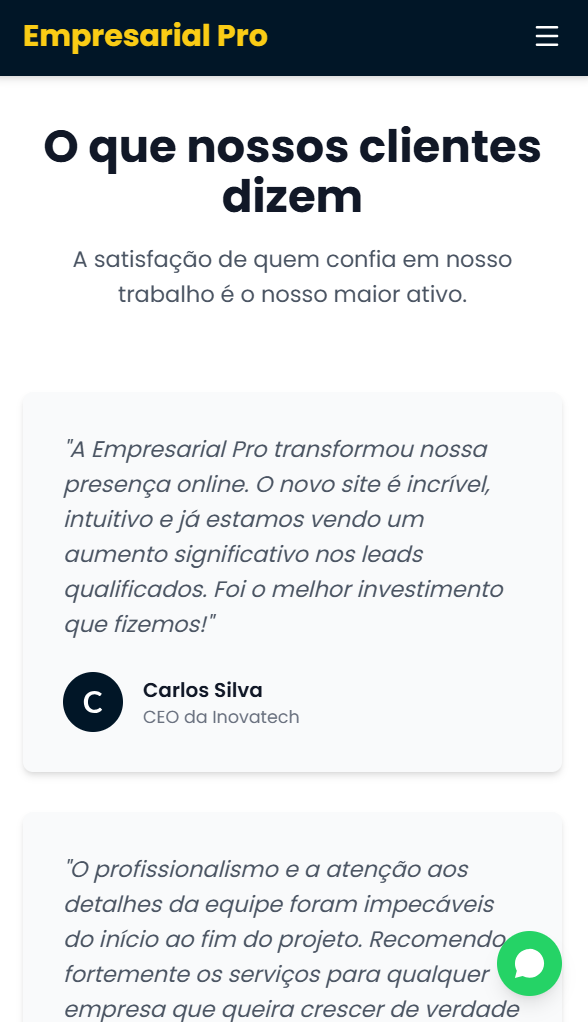 Empresarial Pro
O que nossos clientes
dizem
A satisfação de quem confia em nosso
trabalho é o nosso maior ativo.
"A Empresarial Pro transformou nossa
presença online. O novo site é incrível,
intuitivo e já estamos vendo um
aumento significativo nos leads
qualificados. Foi o melhor investimento
que fizemos!"
C
Carlos Silva
CEO da Inovatech
"O profissionalismo e a atenção aos
detalhes da equipe foram impecáveis
do início ao fim do projeto. Recomendo
fortemente os serviços para qualquer
empresa que queira crescer de verdade